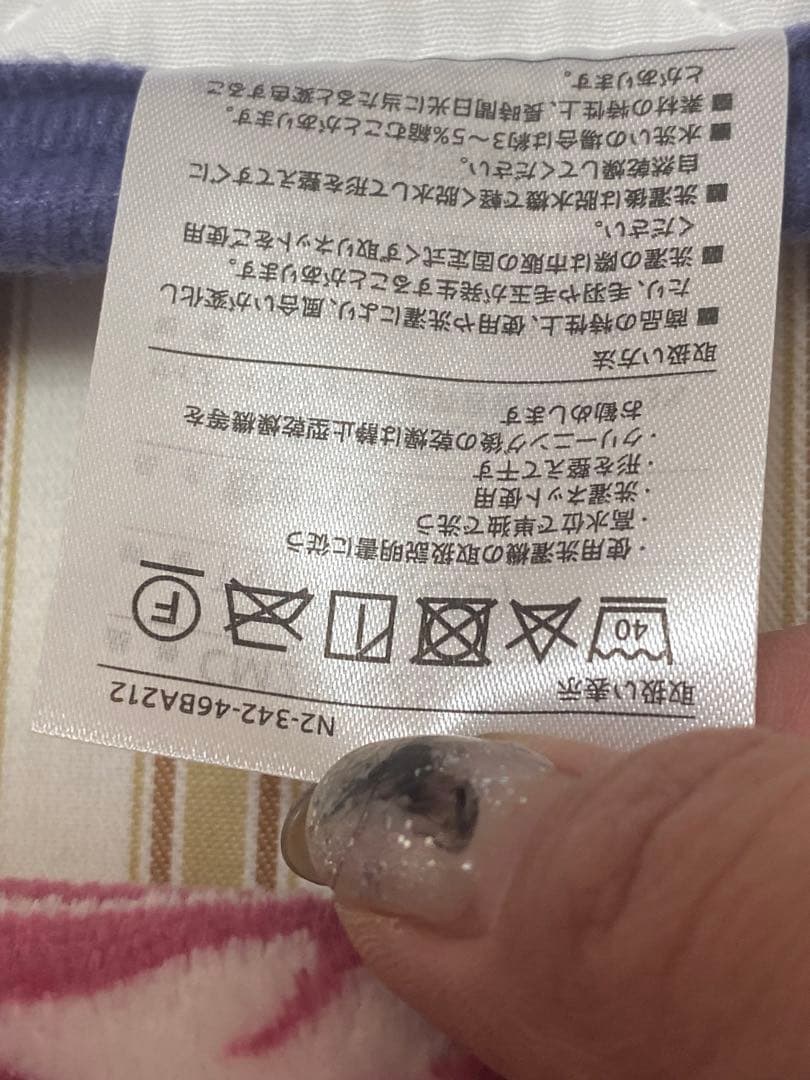 N2-342-46BA212
取扱い表示
40
F
・使用洗濯機の取扱説明書に従う
・高水位で単独で洗う
・洗濯ネット使用
・形を整えて干す
・クリーニング後の乾燥は静止型乾燥機等を
お勧めします
取扱い方法
■ 商品の特性上、使用や洗濯により、風合いが変化し
たり、毛羽や毛玉が発生することがあります。
■ 洗濯の際は市販の固定式くず取りネットをご使用
ください。
■ 洗濯後は脱水機で軽く脱水して形を整えてすぐに
自然乾燥してください。
■ 水洗いの場合は約3～5%縮むことがあります。
■ 素材の特性上、長時間日光に当たると変色するこ
とがあります。